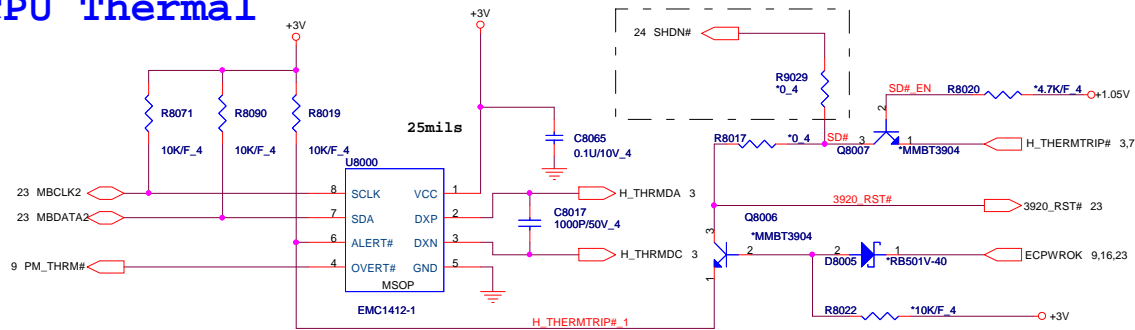 CPU Thermal
+3V
+3V
24 SHDN#
R9029
*0_4
SD#_EN
R8020
*4.7K/F_4
+1.05V
R8071
R8090
R8019
25mils
C8065
0.1U/10V_4
10K/F_4
10K/F_4
10K/F_4
R8017
*0_4
SD#
3
2
1
Q8007
*MMBT3904
H_THERMTRIP# 3,7
U8000
23 MBCLK2
8 SCLK
VCC 1
H_THRMDA 3
23 MBDATA2
7 SDA
DXP 2
C8017
1000P/50V_4
3920_RST#
3920_RST# 23
6 ALERT#
DXN 3
H_THRMDC 3
Q8006
*MMBT3904
3
2
1
2
1
D8005
*RB501V-40
ECPWROK 9,16,23
9 PM_THRM#
4 OVERT#
GND 5
MSOP
EMC1412-1
H_THERMTRIP#_1
R8022
*10K/F_4
+3V